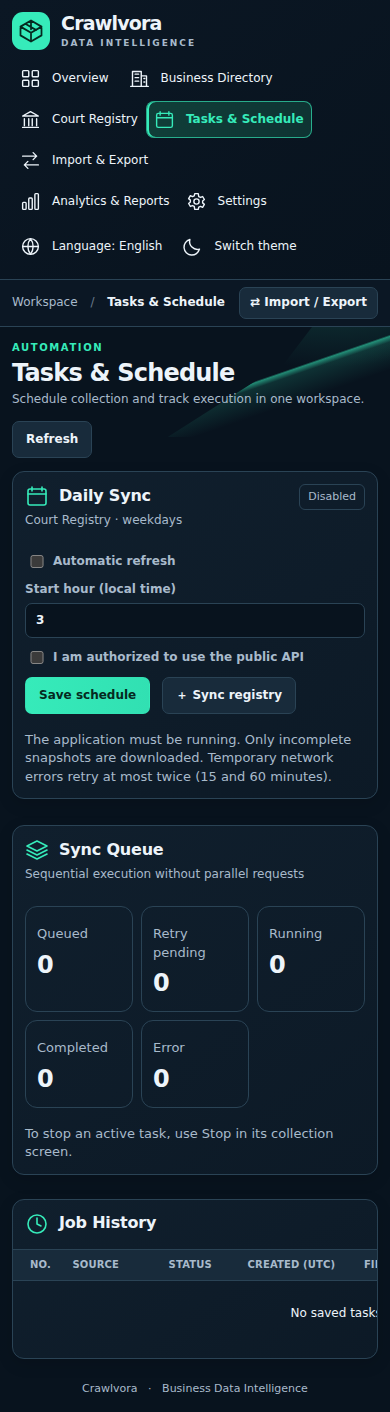 Crawlvora
DATA INTELLIGENCE
Overview
Business Directory
Court Registry
Tasks & Schedule
Import & Export
Analytics & Reports
Settings
Language: English
Switch theme
Workspace / Tasks & Schedule
⇄ Import / Export
AUTOMATION
Tasks & Schedule
Schedule collection and track execution in one workspace.
Refresh
Daily Sync
Disabled
Court Registry · weekdays
Automatic refresh
Start hour (local time)
3
I am authorized to use the public API
Save schedule
+ Sync registry
The application must be running. Only incomplete
snapshots are downloaded. Temporary network
errors retry at most twice (15 and 60 minutes).
Sync Queue
Sequential execution without parallel requests
Queued
0
Retry
pending
0
Running
0
Completed
0
Error
0
To stop an active task, use Stop in its collection
screen.
Job History
NO. SOURCE STATUS CREATED (UTC)
No saved tasks
Crawlvora · Business Data Intelligence